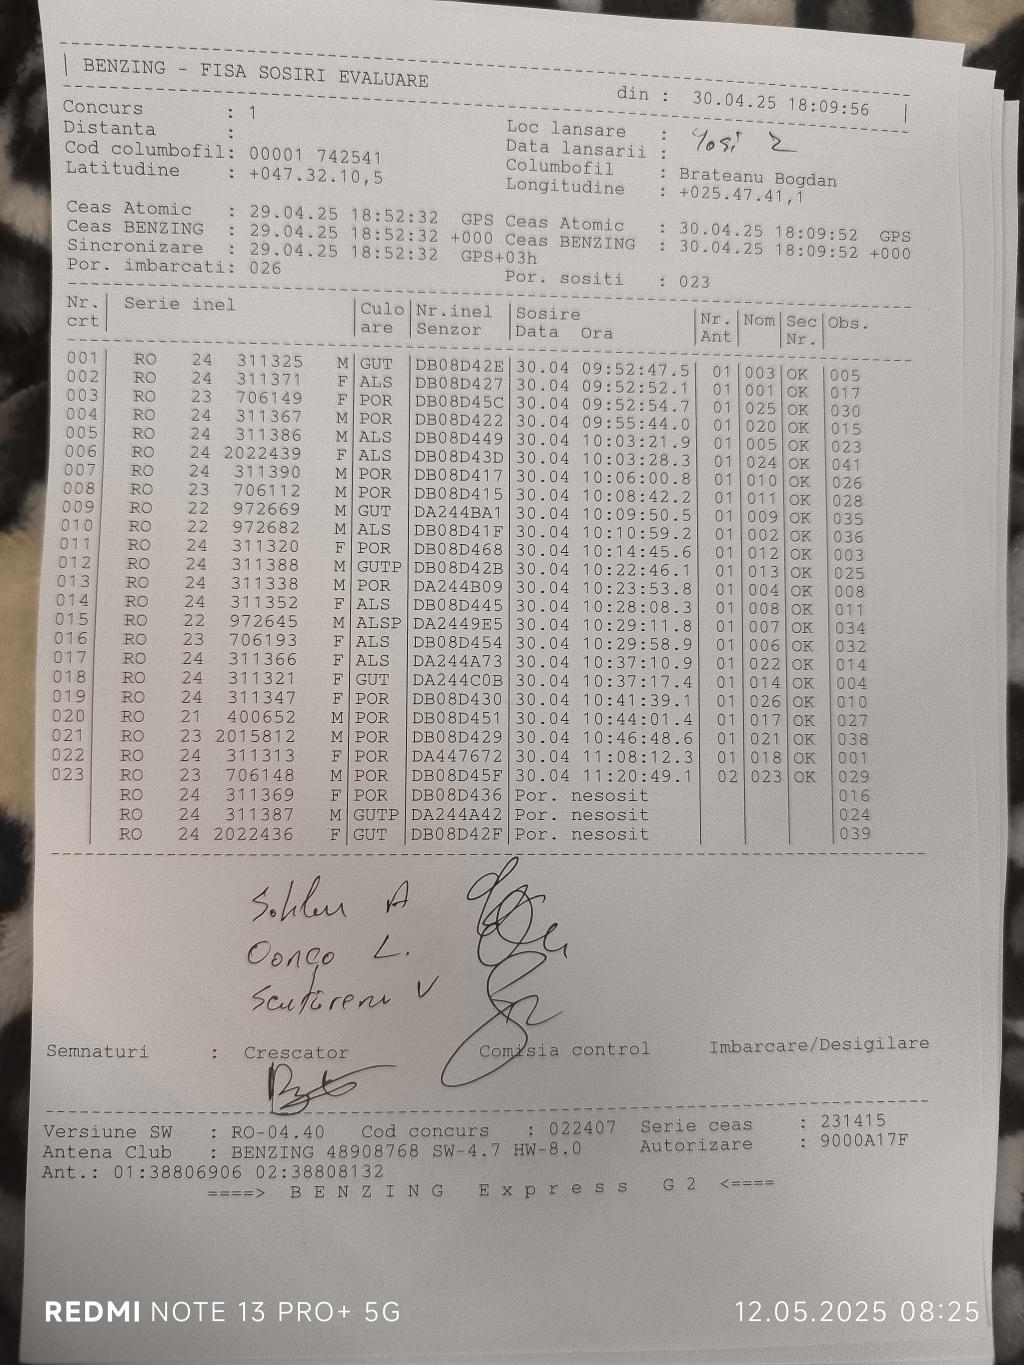 BENZING - FISA SOSIRI EVALUARE din : 30.04.25 18:09:56
Concurs : 1 Loc lansare : Iosi 2
Distanta : Data lansarii :
Cod columbofil: 00001 742541 Columbofil : Brateanu Bogdan
Latitudine : +047.32.10,5 Longitudine : +025.47.41,1
Ceas Atomic : 29.04.25 18:52:32 GPS Ceas Atomic : 30.04.25 18:09:52 GPS
Ceas BENZING : 29.04.25 18:52:32 +000 Ceas BENZING : 30.04.25 18:09:52 +000
Sincronizare : 29.04.25 18:52:32 GPS+03h
Por. imbarcati: 026 Por. sositi : 023
Nr. Serie inel Culo Nr.inel Sosire Nr. Nom Sec Obs.
crt are Senzor Data Ora Ant Nr.
001 RO 24 311325 M GUT DB08D42E 30.04 09:52:47.5 01 003 OK 005
002 RO 24 311371 F ALS DB08D427 30.04 09:52:52.1 01 001 OK 017
003 RO 23 706149 F POR DB08D45C 30.04 09:52:54.7 01 025 OK 030
004 RO 24 311367 M POR DB08D422 30.04 09:55:44.0 01 020 OK 015
005 RO 24 311386 M ALS DB08D449 30.04 10:03:21.9 01 005 OK 023
006 RO 24 2022439 F ALS DB08D43D 30.04 10:03:28.3 01 024 OK 041
007 RO 24 311390 M POR DB08D417 30.04 10:06:00.8 01 010 OK 026
008 RO 23 706112 M POR DB08D415 30.04 10:08:42.2 01 011 OK 028
009 RO 22 972669 M GUT DA244BA1 30.04 10:09:50.5 01 009 OK 035
010 RO 22 972682 M ALS DB08D41F 30.04 10:10:59.2 01 002 OK 036
011 RO 24 311320 F POR DB08D468 30.04 10:14:45.6 01 012 OK 003
012 RO 24 311388 M GUTP DB08D42B 30.04 10:22:46.1 01 013 OK 025
013 RO 24 311338 M POR DA244B09 30.04 10:23:53.8 01 004 OK 008
014 RO 24 311352 F ALS DB08D445 30.04 10:28:08.3 01 008 OK 011
015 RO 22 972645 M ALSP DA2449E5 30.04 10:29:11.8 01 007 OK 034
016 RO 23 706193 F ALS DB08D454 30.04 10:29:58.9 01 006 OK 032
017 RO 24 311366 F ALS DA244A73 30.04 10:37:10.9 01 022 OK 014
018 RO 24 311321 F GUT DA244C0B 30.04 10:37:17.4 01 014 OK 004
019 RO 24 311347 F POR DB08D430 30.04 10:41:39.1 01 026 OK 010
020 RO 21 400652 M POR DB08D451 30.04 10:44:01.4 01 017 OK 027
021 RO 23 2015812 M POR DB08D429 30.04 10:46:48.6 01 021 OK 038
022 RO 24 311313 F POR DA447672 30.04 11:08:12.3 01 018 OK 001
023 RO 23 706148 M POR DB08D45F 30.04 11:20:49.1 02 023 OK 029
RO 24 311369 F POR DB08D436 Por. nesosit 016
RO 24 311387 M GUTP DA244A42 Por. nesosit 024
RO 24 2022436 F GUT DB08D42F Por. nesosit 039
A
L.
V
Semnaturi : Crescator Comisia control Imbarcare/Desigilare
Versiune SW : RO-04.40 Cod concurs : 022407 Serie ceas : 231415
Antena Club : BENZING 48908768 SW-4.7 HW-8.0 Autorizare : 9000A17F
Ant.: 01:38806906 02:38808132
====> B E N Z I N G E x p r e s s G 2 <====
REDMI NOTE 13 PRO+ 5G 12.05.2025 08:25